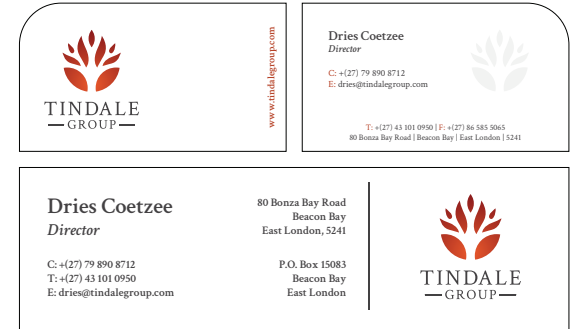 TINDALE
GROUP
www.tindalegroup.com
Dries Coetzee
Director
C: +(27) 79 890 8712
E: dries@tindalegroup.com
T: +(27) 43 101 0950 | F: +(27) 86 585 5065
80 Bonza Bay Road | Beacon Bay | East London | 5241
Dries Coetzee
Director
C: +(27) 79 890 8712
T: +(27) 43 101 0950
E: dries@tindalegroup.com
80 Bonza Bay Road
Beacon Bay
East London, 5241
P.O. Box 15083
Beacon Bay
East London
TINDALE
GROUP